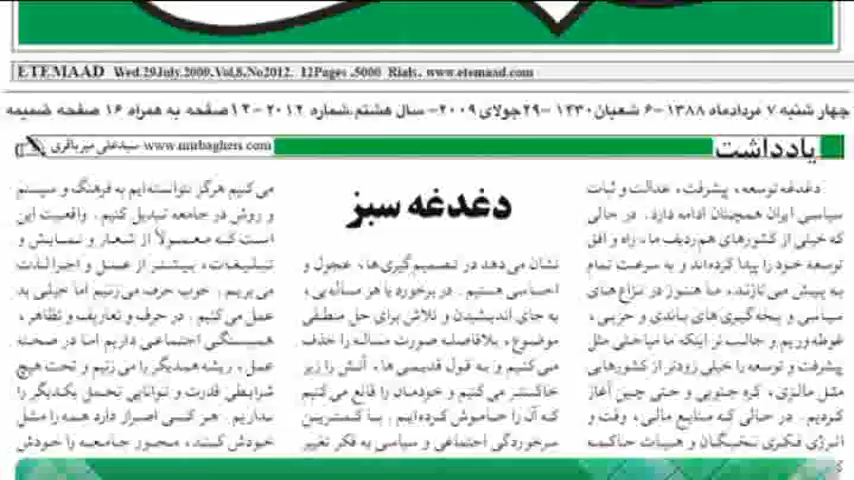 ETEMAAD Wed.29July.2009.Vol.8.No2012. 12Pages .5000 Rials. www.etemaad.com
چهارشنبه ۷ مردادماه ۱۳۸۸ -۶ شعبان ۱۴۳۰ -۲۹ جولای ۲۰۰۹- سال هشتم.شماره ۲۰۱۲ -۱۲ صفحه به همراه ۱۶ صفحه ضمیمه
یادداشت
سیدعلی میرباقری www.mirbagheri.com
دغدغه سبز
دغدغه توسعه، پیشرفت، عدالت و ثبات
سیاسی ایران همچنان ادامه دارد. در حالی
که خیلی از کشورهای هم‌ردیف ما، راه و افق
توسعه خود را پیدا کرده‌اند و به سرعت تمام
به پیش می‌تازند، ما هنوز در نزاع‌های
سیاسی و یخه‌گیری‌های باندی و حزبی،
غوطه‌وریم و جالب‌تر اینکه ما مباحثی مثل
پیشرفت و توسعه را خیلی زودتر از کشورهایی
مثل مالزی، کره جنوبی و حتی چین آغاز
کردیم. در حالی که منابع مالی، وقت و
انرژی فکری نخبگان و هیات حاکمه
نشان می‌دهد در تصمیم‌گیری‌ها، عجول و
احساسی هستیم. در برخورد با هر مساله‌یی،
به جای اندیشیدن و تلاش برای حل منطقی
موضوع، بلافاصله صورت مساله را حذف
می‌کنیم و به قول قدیمی‌ها، آتش را زیر
خاکستر می‌کنیم و خودمان را قانع می‌کنیم
که آن را خاموش کرده‌ایم. با کمترین
سرخوردگی اجتماعی و سیاسی به فکر تغییر
می‌کنیم هرگز نتوانسته‌ایم به فرهنگ و سیستم
و روش در جامعه تبدیل کنیم. واقعیت این
است که معمولاً از شعار و نمایش و
تبلیغات، بیشتر از عمل و اجرا لذت
می‌بریم. خوب حرف می‌زنیم اما خیلی بد
عمل می‌کنیم. در حرف و تعاریف و تظاهر،
همبستگی اجتماعی داریم اما در صحنه
عمل، ریشه همدیگر را می‌زنیم و تحت هیچ
شرایطی قدرت و توانایی تحمل یکدیگر را
نداریم. هر کسی اصرار دارد همه را مثل
خودش کنند، محور جامعه را خودش